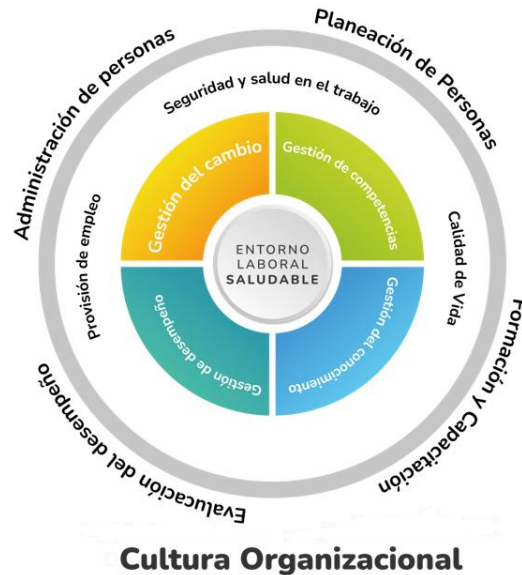 Administración de personas
Planeación de Personas
Seguridad y salud en el trabajo
Gestión del cambio
Gestión de competencias
Provisión de empleo
ENTORNO
LABORAL
SALUDABLE
Calidad de Vida
Gestión de desempeño
Gestión del conocimiento
Evalucación del desempeño
Formación y Capacitación
Cultura Organizacional